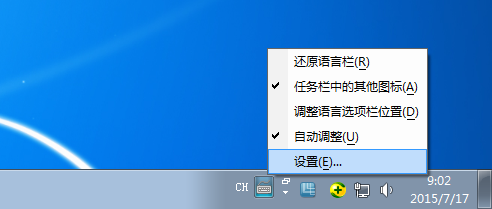 还原语言栏(R)
任务栏中的其他图标(A)
调整语言选项栏位置(D)
自动调整(U)
设置(E)...
CH
9:02
2015/7/17